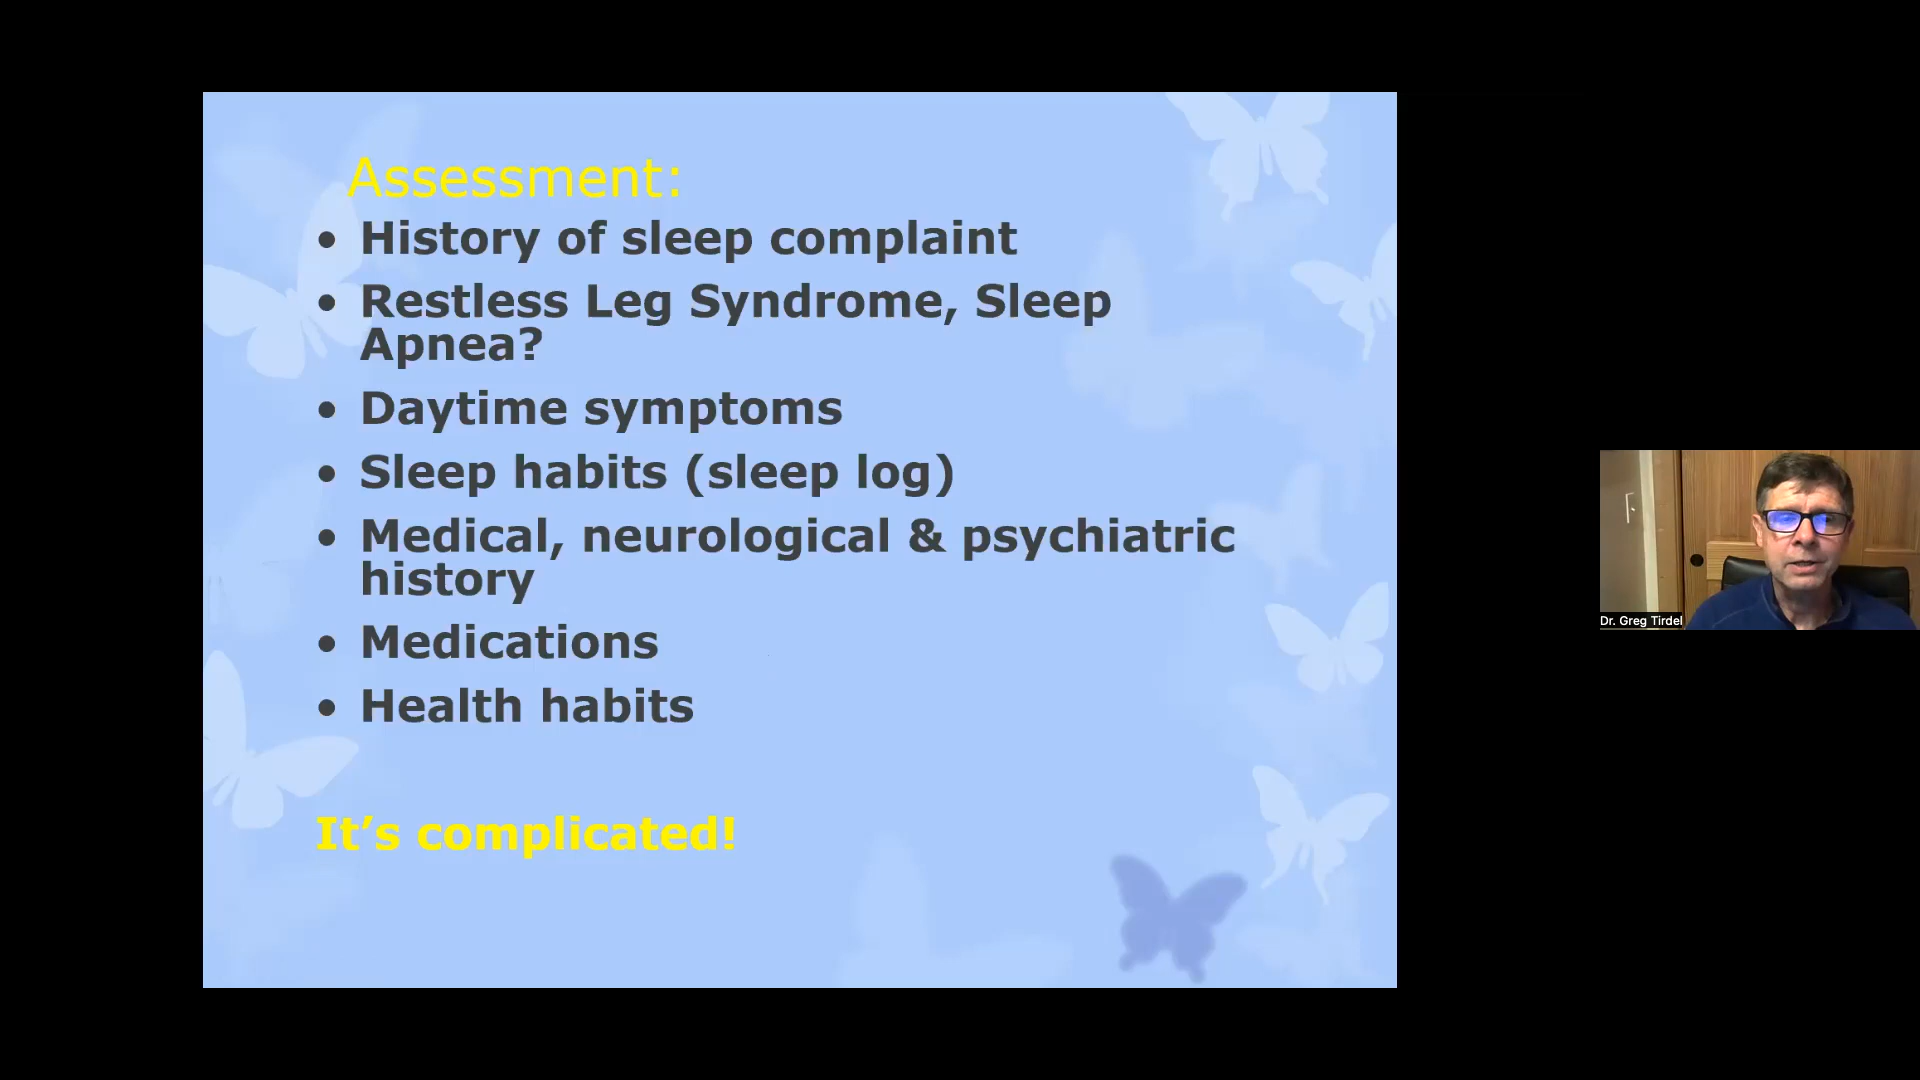 Assessment:
• History of sleep complaint
• Restless Leg Syndrome, Sleep
Apnea?
• Daytime symptoms
• Sleep habits (sleep log)
• Medical, neurological & psychiatric
history
• Medications
• Health habits
It’s complicated!
Dr. Greg Tirdel